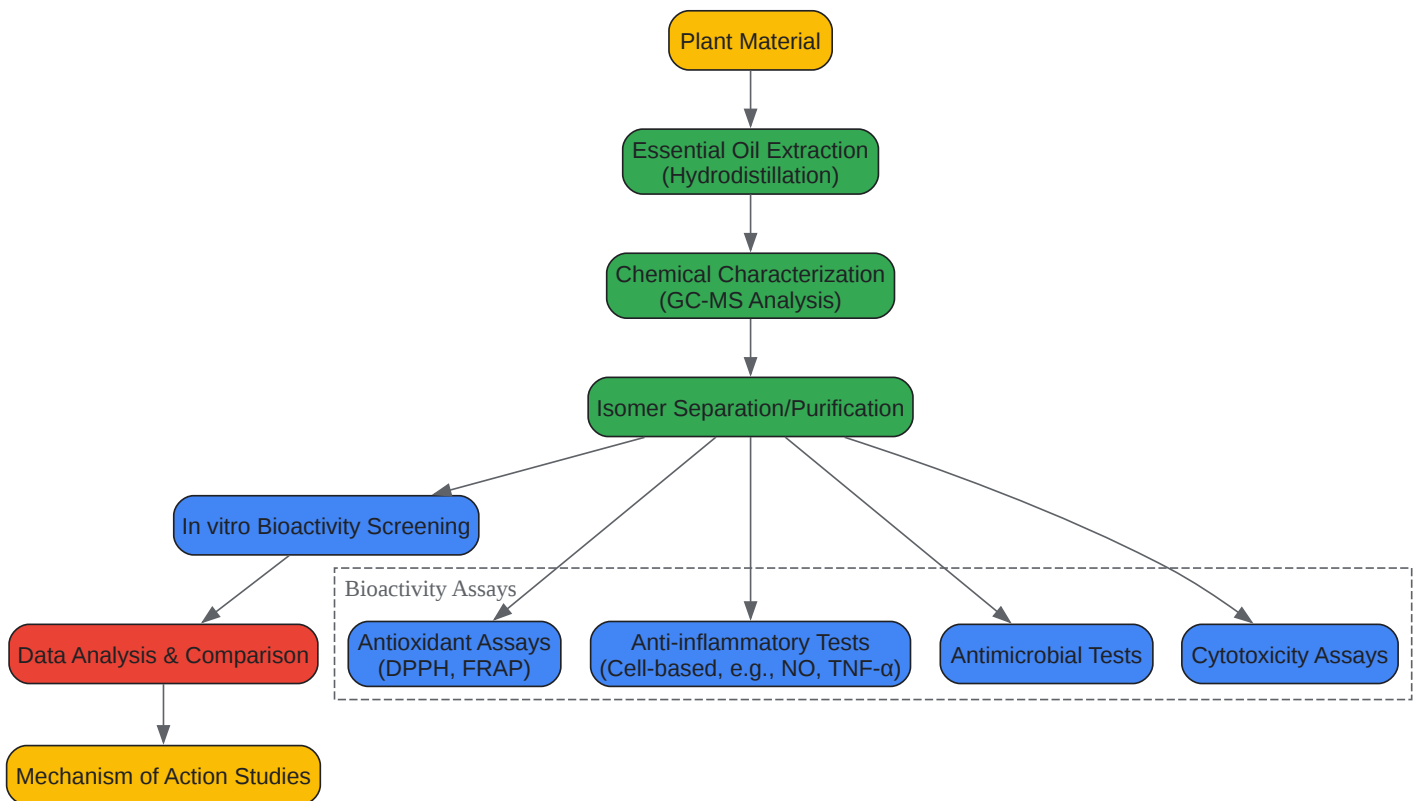 Plant Material
Essential Oil Extraction
(Hydrodistillation)
Chemical Characterization
(GC-MS Analysis)
Isomer Separation/Purification
In vitro Bioactivity Screening
Bioactivity Assays
Data Analysis & Comparison
Antioxidant Assays
(DPPH, FRAP)
Anti-inflammatory Tests
(Cell-based, e.g., NO, TNF-α)
Antimicrobial Tests
Cytotoxicity Assays
Mechanism of Action Studies